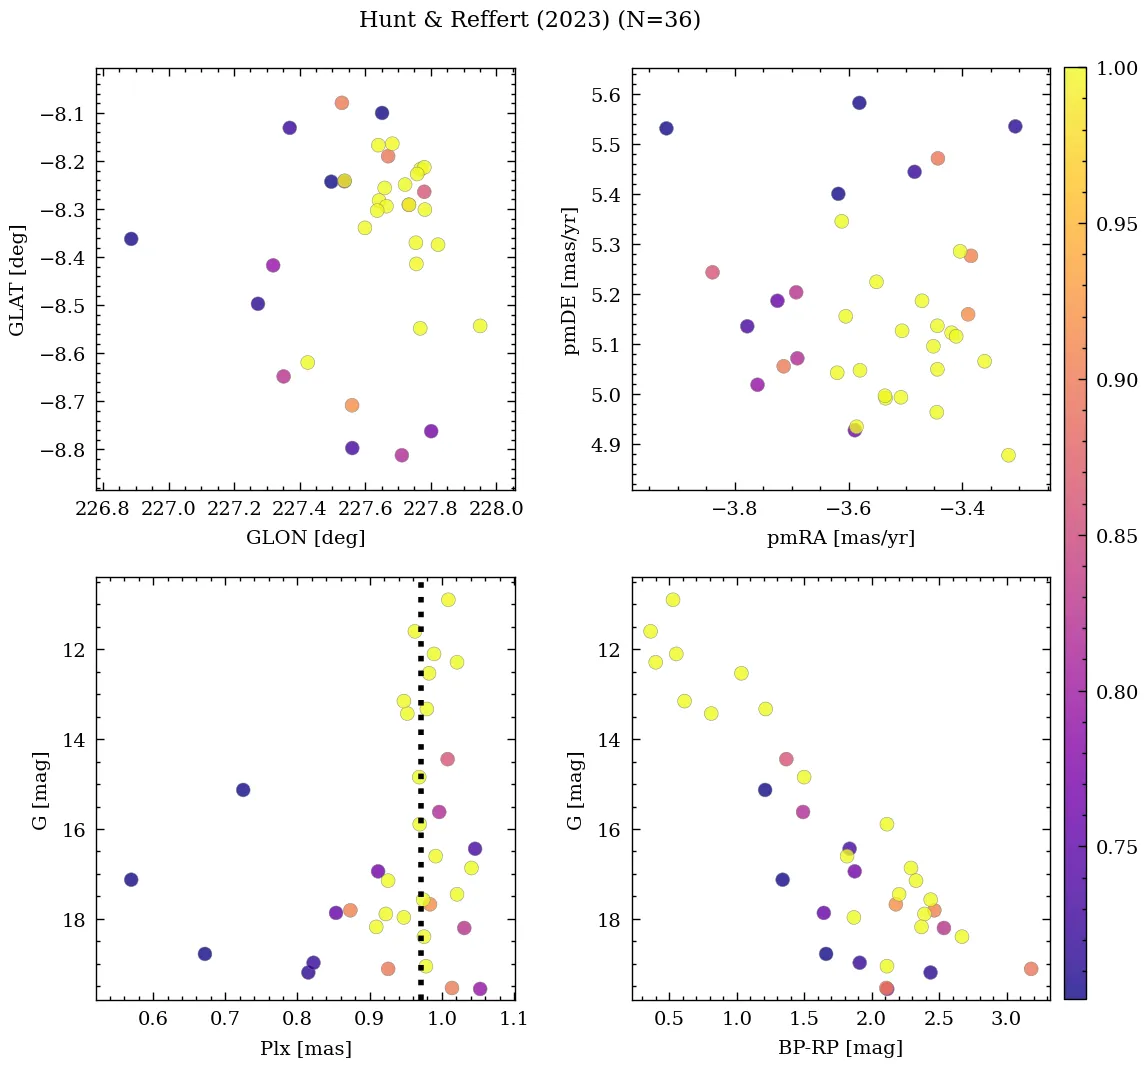 Hunt & Reffert (2023) (N=36)
−8.1
−8.2
−8.3
−8.4
−8.5
−8.6
−8.7
−8.8
GLAT [deg]
226.8 227.0 227.2 227.4 227.6 227.8 228.0
GLON [deg]
5.6
5.5
5.4
5.3
5.2
5.1
5.0
4.9
pmDE [mas/yr]
−3.8 −3.6 −3.4
pmRA [mas/yr]
12
14
16
18
G [mag]
0.6 0.7 0.8 0.9 1.0 1.1
Plx [mas]
12
14
16
18
G [mag]
0.5 1.0 1.5 2.0 2.5 3.0
BP-RP [mag]
1.00
0.95
0.90
0.85
0.80
0.75